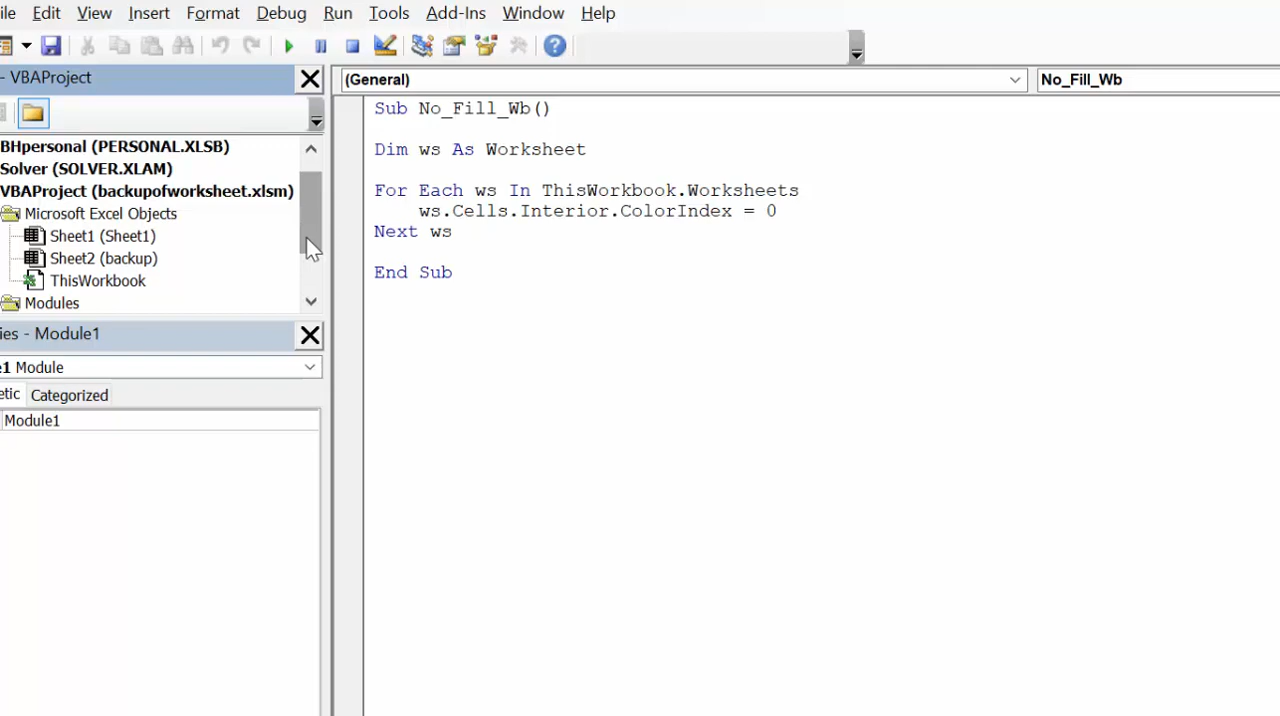 ile Edit View Insert Format Debug Run Tools Add-Ins Window Help
- VBAProject
(General)
No_Fill_Wb
BHpersonal (PERSONAL.XLSB)
Solver (SOLVER.XLAM)
VBAProject (backupofworksheet.xlsm)
Microsoft Excel Objects
Sheet1 (Sheet1)
Sheet2 (backup)
ThisWorkbook
Modules
ies - Module1
1 Module
etic Categorized
Module1
Sub No_Fill_Wb()
Dim ws As Worksheet
For Each ws In ThisWorkbook.Worksheets
ws.Cells.Interior.ColorIndex = 0
Next ws
End Sub